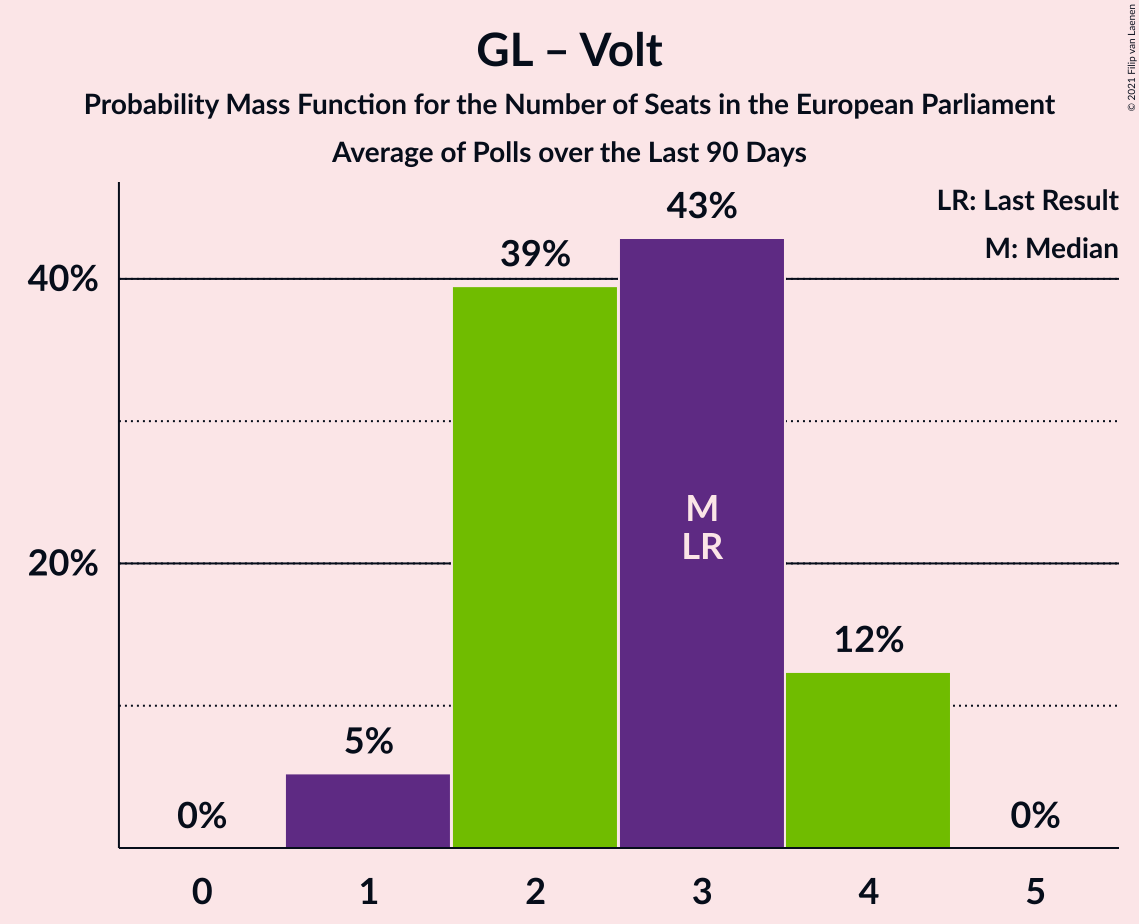 GL – Volt
Probability Mass Function for the Number of Seats in the European Parliament
Average of Polls over the Last 90 Days
© 2021 Filip van Laenen
LR: Last Result
M: Median
40%
20%
0%
5%
39%
43%
12%
0%
M
LR
0
1
2
3
4
5